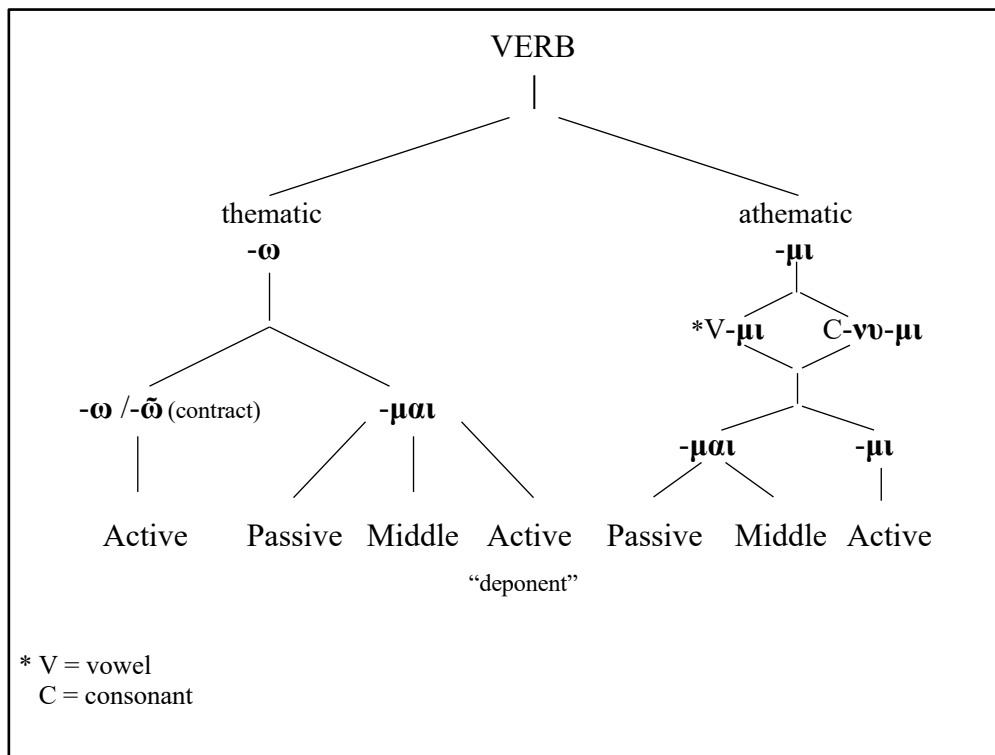 VERB
thematic athematic
-ω -μι
*V-μι C-νυ-μι
-ω /-ῶ (contract) -μαι
-μαι -μι
Active Passive Middle Active Passive Middle Active
“deponent”
* V = vowel
C = consonant